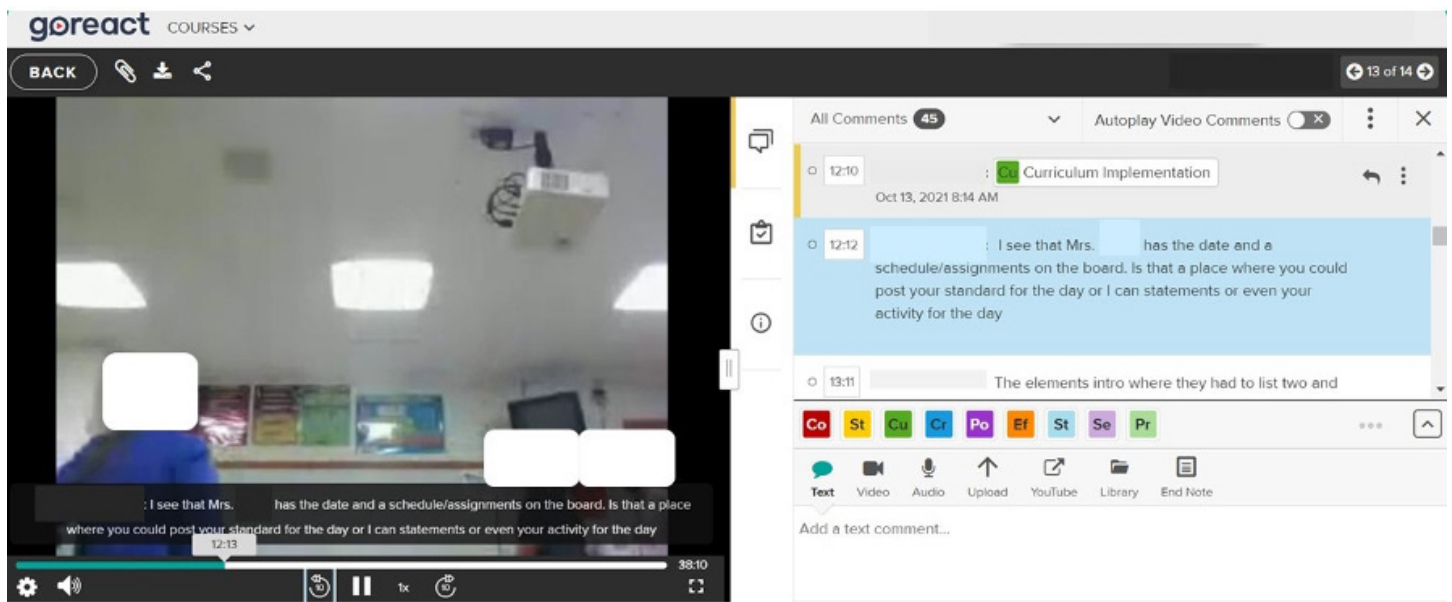 goreact COURSES
BACK
13 of 14
: I see that Mrs. has the date and a schedule/assignments on the board. Is that a place
where you could post your standard for the day or I can statements or even your activity for the day
12:13
38:10
10
1x
10
All Comments 45
Autoplay Video Comments
12:10 : Cu Curriculum Implementation
Oct 13, 2021 8:14 AM
12:12 : I see that Mrs. has the date and a
schedule/assignments on the board. Is that a place where you could
post your standard for the day or I can statements or even your
activity for the day
13:11 The elements intro where they had to list two and
Co St Cu Cr Po Ef St Se Pr
Text Video Audio Upload YouTube Library End Note
Add a text comment...